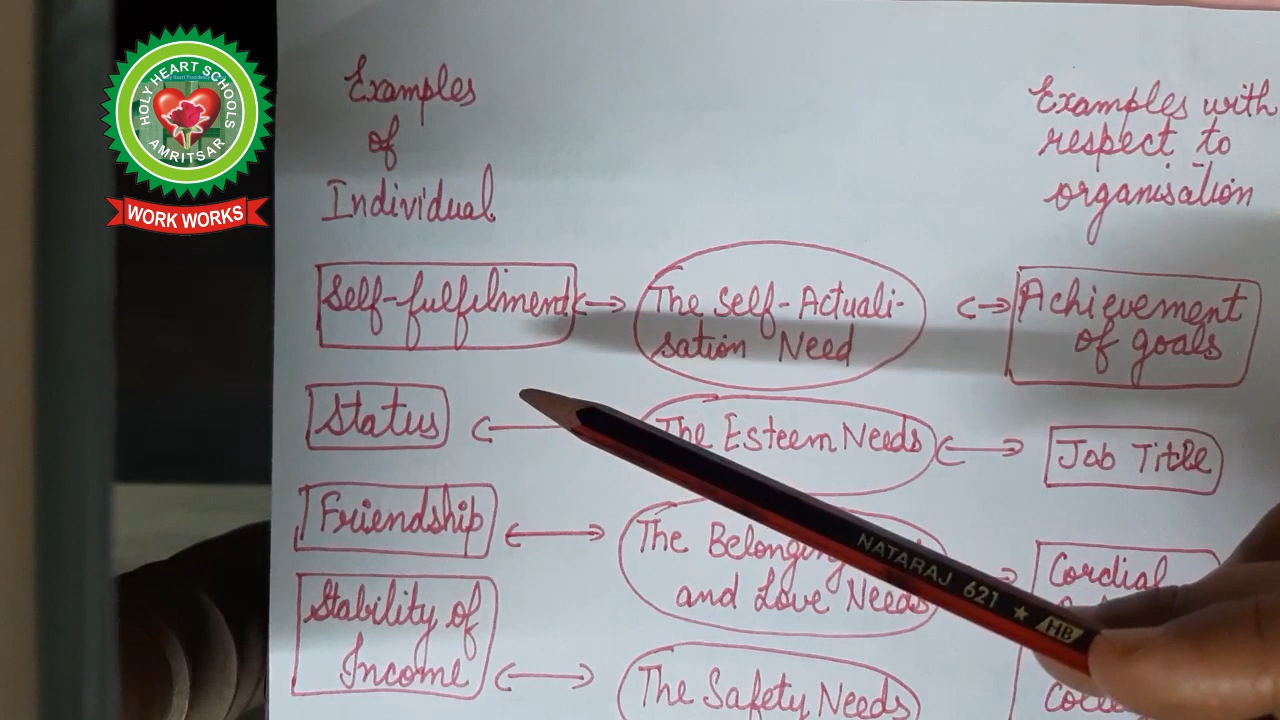 HOLY HEART SCHOOLS
AMRITSAR
WORK WORKS
Examples
of
Individual
Examples with
respect to
organisation
Self-fulfilment
The Self-Actuali-
sation Need
Achievement
of goals
Status
The Esteem Needs
Job Title
Friendship
The
and Love Needs
Cordial
Stability of
Income
The Safety Needs
NATARAJ 621 ★ HB